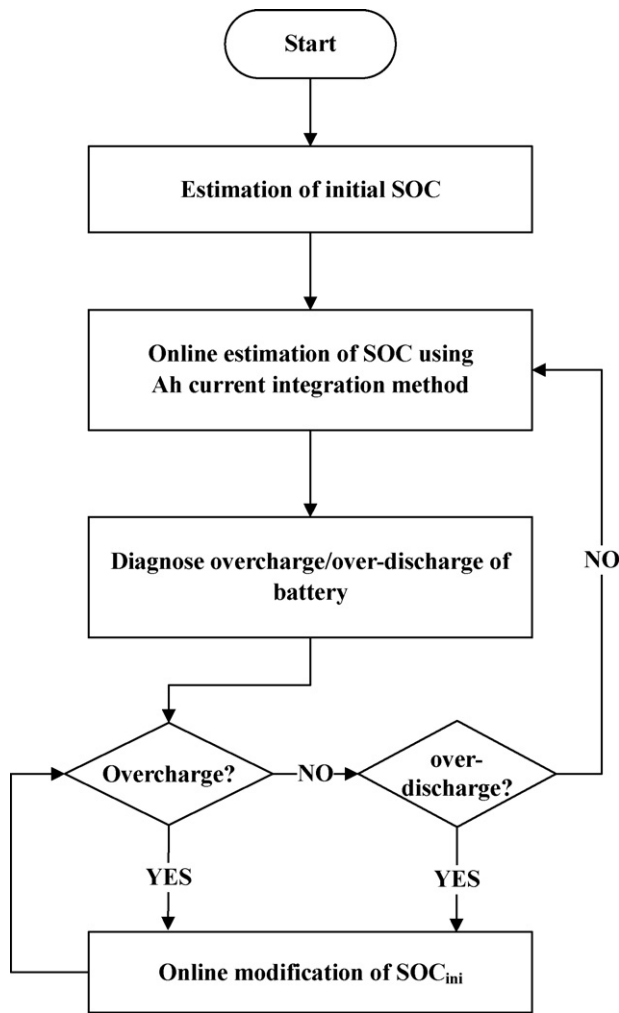 Start
Estimation of initial SOC
Online estimation of SOC using
Ah current integration method
Diagnose overcharge/over-discharge of
battery
NO
Overcharge?
NO
over-
discharge?
YES
YES
Online modification of SOCini